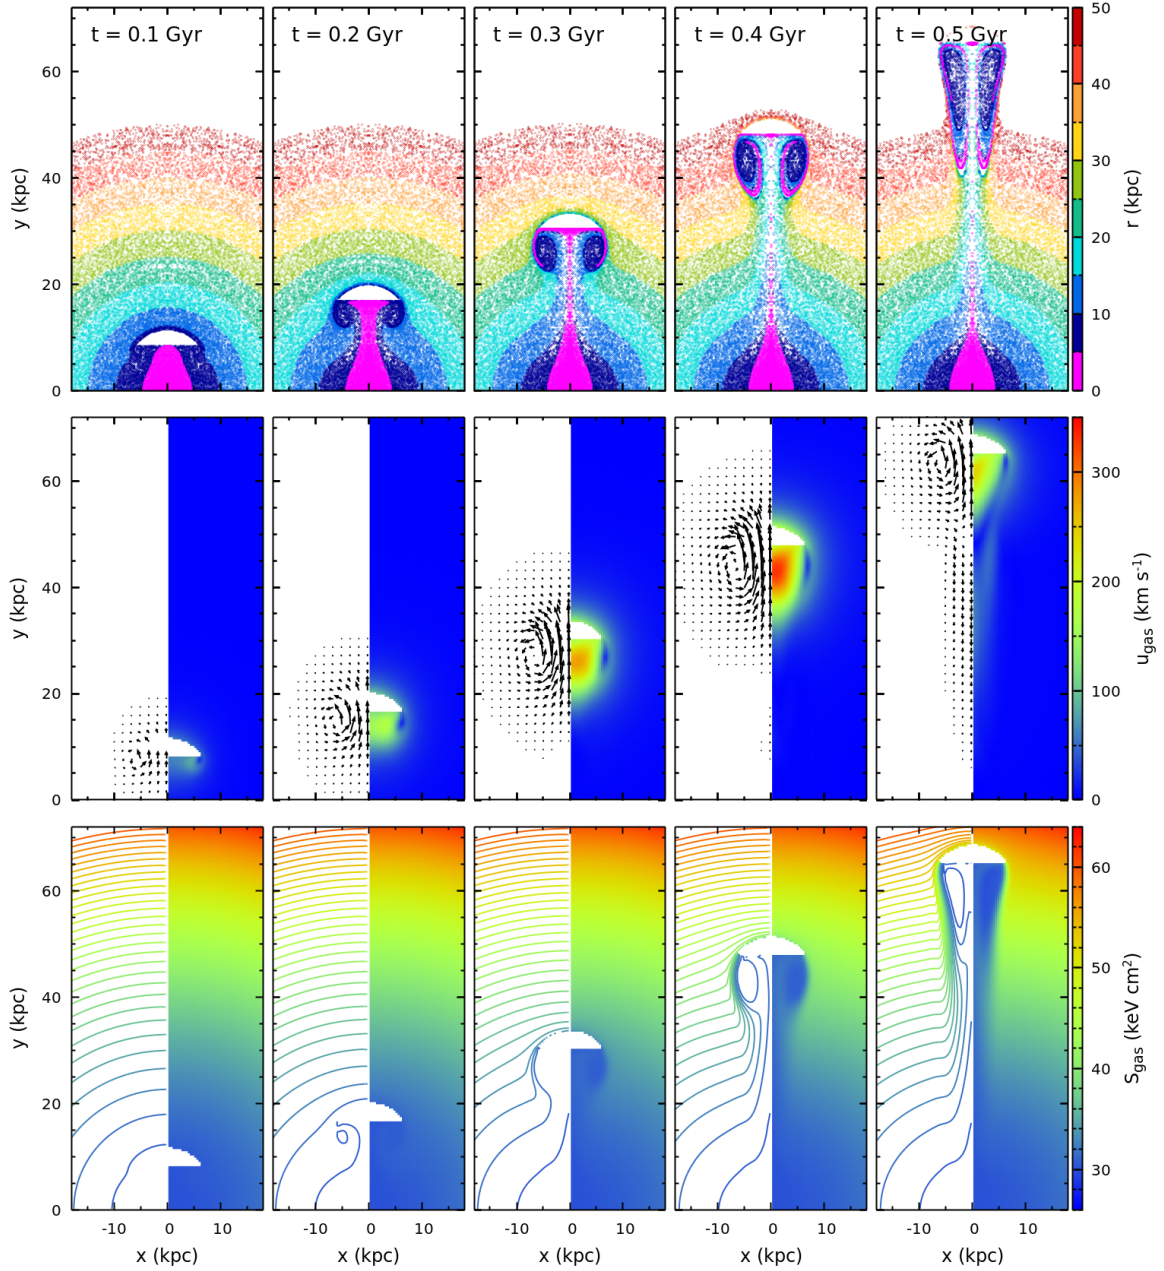 t = 0.1 Gyr t = 0.2 Gyr t = 0.3 Gyr t = 0.4 Gyr t = 0.5 Gyr
y (kpc)
60
40
20
0
50
40
30
20
10
0
r (kpc)
y (kpc)
60
40
20
0
300
200
100
0
u_gas (km s⁻¹)
y (kpc)
60
40
20
0
60
50
40
30
S_gas (keV cm²)
-10 0 10 -10 0 10 -10 0 10 -10 0 10 -10 0 10
x (kpc) x (kpc) x (kpc) x (kpc) x (kpc)